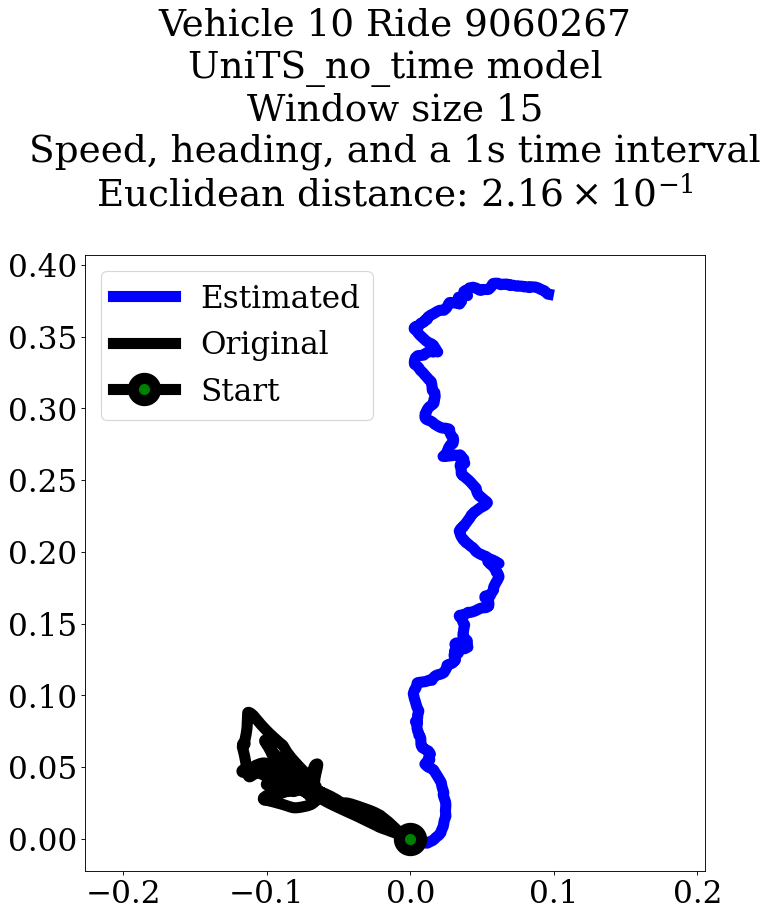 Vehicle 10 Ride 9060267
UniTS_no_time model
Window size 15
Speed, heading, and a 1s time interval
Euclidean distance: 2.16 × 10⁻¹
0.40
Estimated
0.35
Original
Start
0.30
0.25
0.20
0.15
0.10
0.05
0.00
−0.2
−0.1
0.0
0.1
0.2